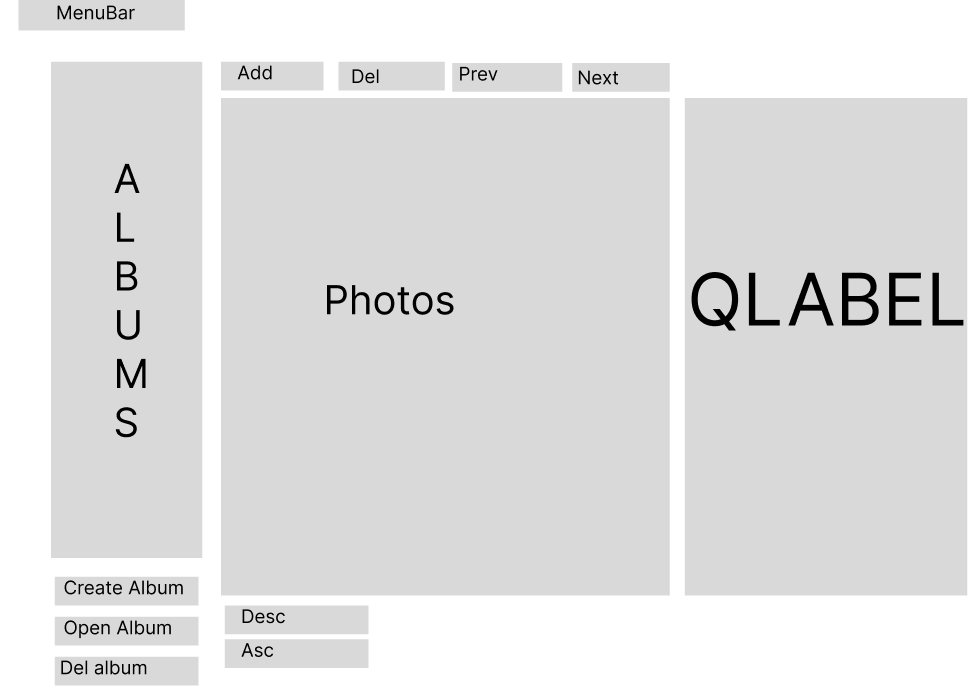 MenuBar
Add
Del
Prev
Next
A
L
B
U
M
S
Photos
QLABEL
Create Album
Open Album
Del album
Desc
Asc